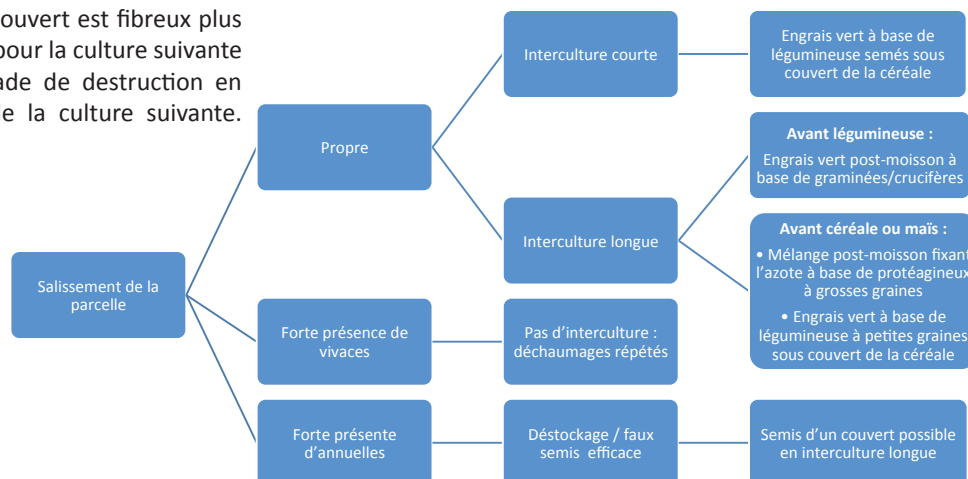 ouvert est fibreux plus
pour la culture suivante
ade de destruction en
e la culture suivante.
Salissement de la
parcelle
Propre
Interculture courte
Engrais vert à base de
légumineuse semés sous
couvert de la céréale
Interculture longue
Avant légumineuse :
Engrais vert post-moisson à
base de graminées/crucifères
Avant céréale ou maïs :
• Mélange post-moisson fixant
l’azote à base de protéagineux
à grosses graines
• Engrais vert à base de
légumineuse à petites graines
sous couvert de la céréale
Forte présence de
vivaces
Pas d’interculture :
déchaumages répétés
Forte présente
d’annuelles
Déstockage / faux
semis efficace
Semis d’un couvert possible
en interculture longue